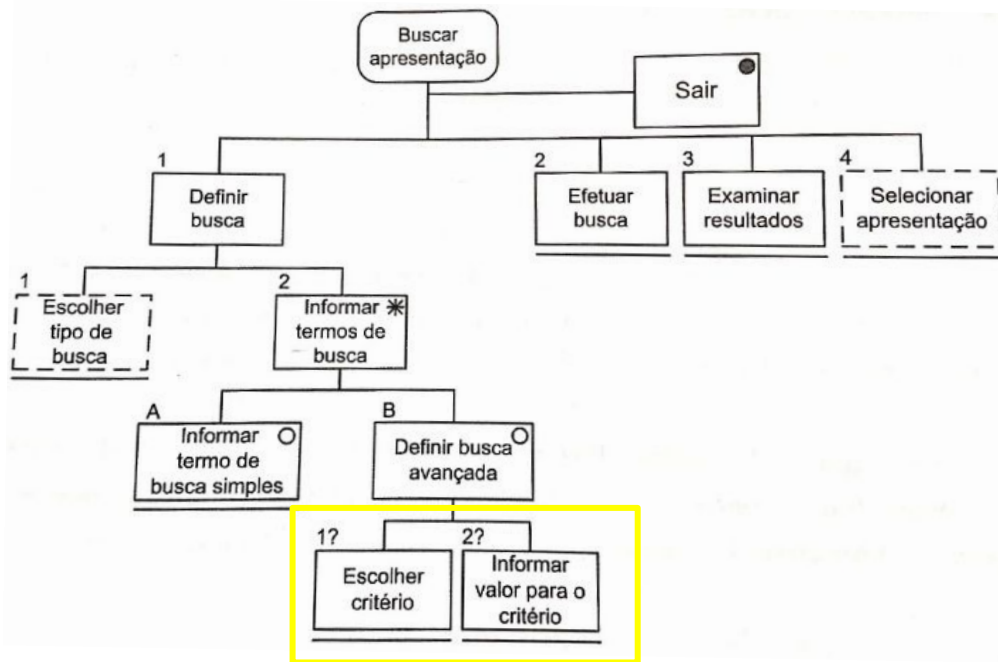 Buscar
apresentação
Sair
1
Definir
busca
2
Efetuar
busca
3
Examinar
resultados
4
Selecionar
apresentação
1
Escolher
tipo de
busca
2
Informar
termos de
busca
A
Informar
termo de
busca simples
B
Definir busca
avançada
1?
Escolher
critério
2?
Informar
valor para o
critério